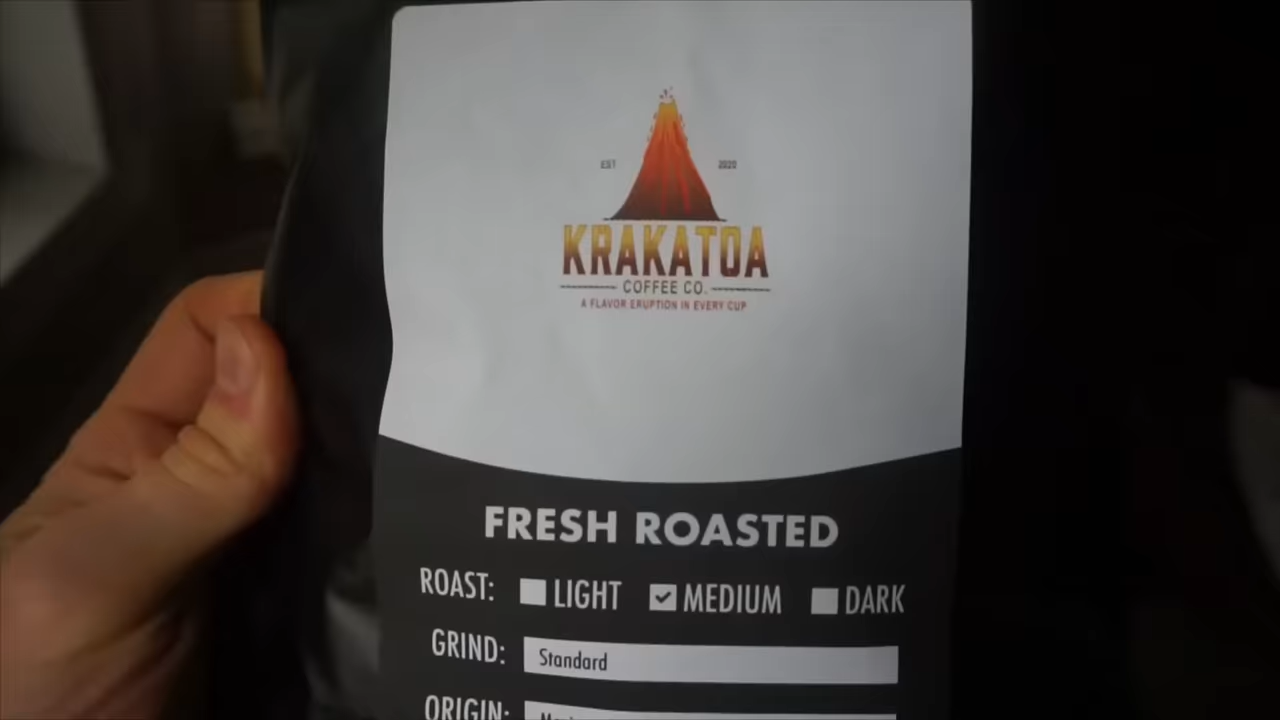 EST 2020
KRAKATOA
COFFEE CO.
A FLAVOR ERUPTION IN EVERY CUP
FRESH ROASTED
ROAST: LIGHT MEDIUM DARK
GRIND: Standard
ORIGIN: